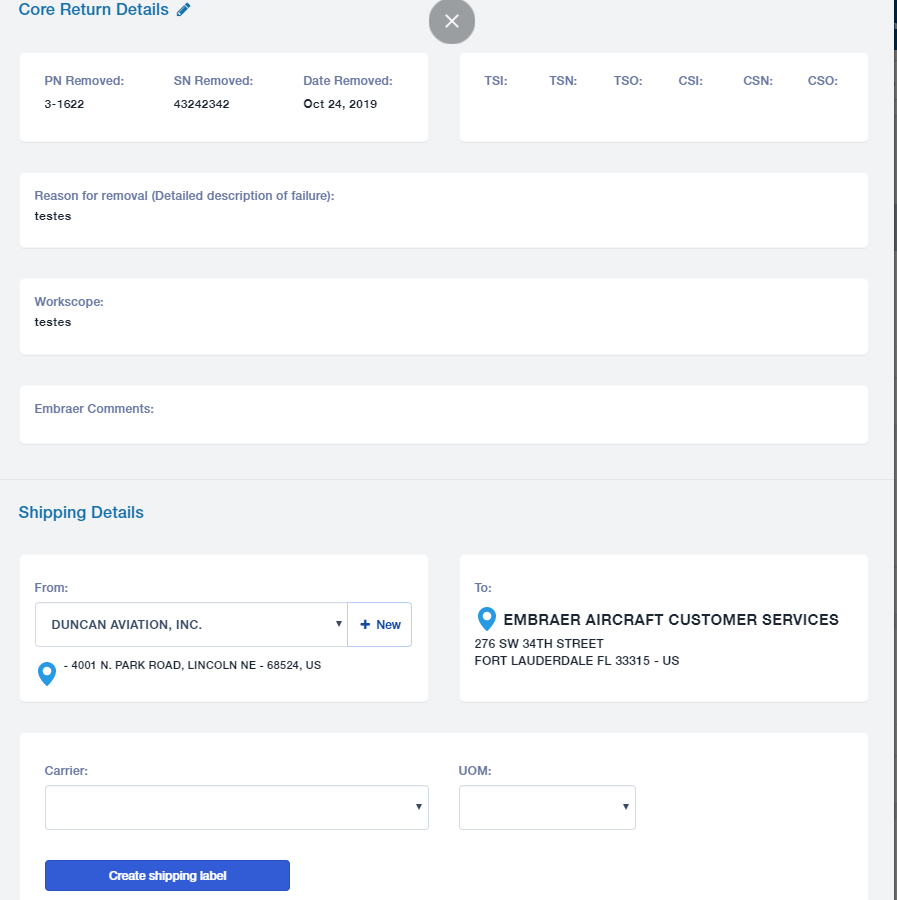 Core Return Details
PN Removed: SN Removed: Date Removed:
3-1622 43242342 Oct 24, 2019
TSI: TSN: TSO: CSI: CSN: CSO:
Reason for removal (Detailed description of failure):
testes
Workscope:
testes
Embraer Comments:
Shipping Details
From:
DUNCAN AVIATION, INC. + New
- 4001 N. PARK ROAD, LINCOLN NE - 68524, US
To:
EMBRAER AIRCRAFT CUSTOMER SERVICES
276 SW 34TH STREET
FORT LAUDERDALE FL 33315 - US
Carrier: UOM:
Create shipping label